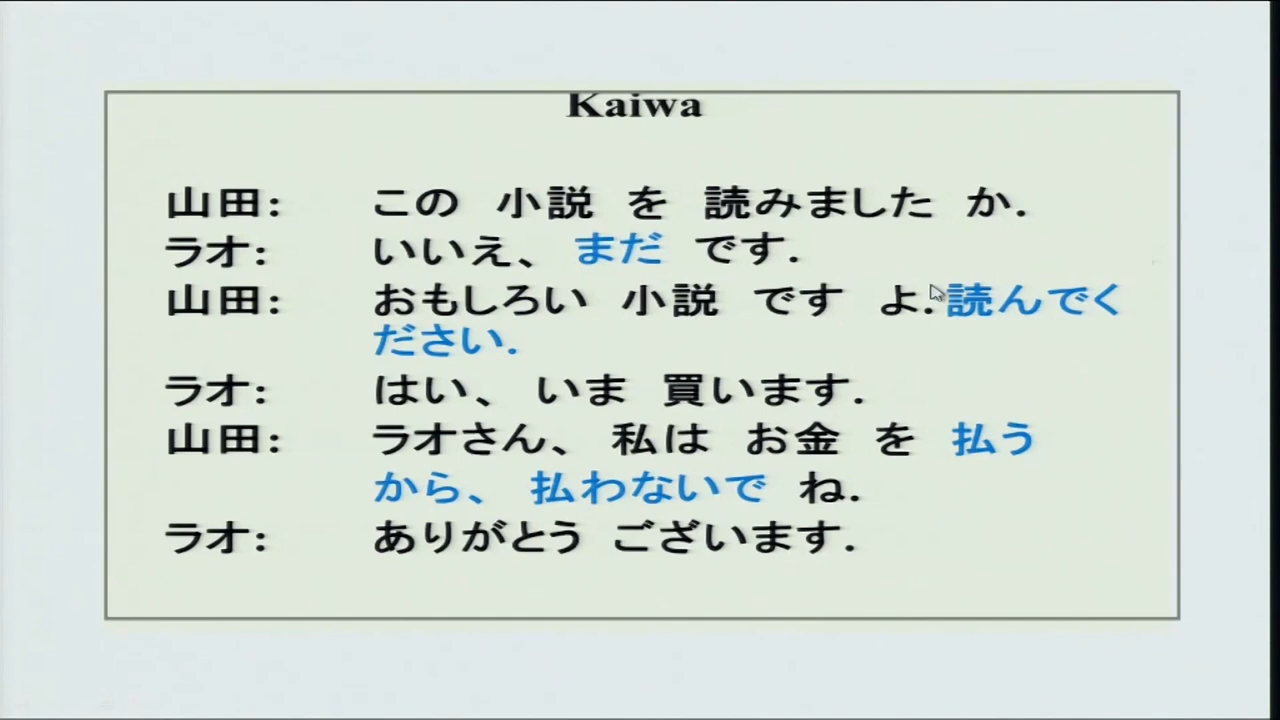 Kaiwa
山田: この 小説 を 読みました か.
ラオ: いいえ、 まだ です.
山田: おもしろい 小説 です よ.読んでく
ださい.
ラオ: はい、 いま 買います.
山田: ラオさん、 私は お金 を 払う
から、 払わないで ね.
ラオ: ありがとう ございます.